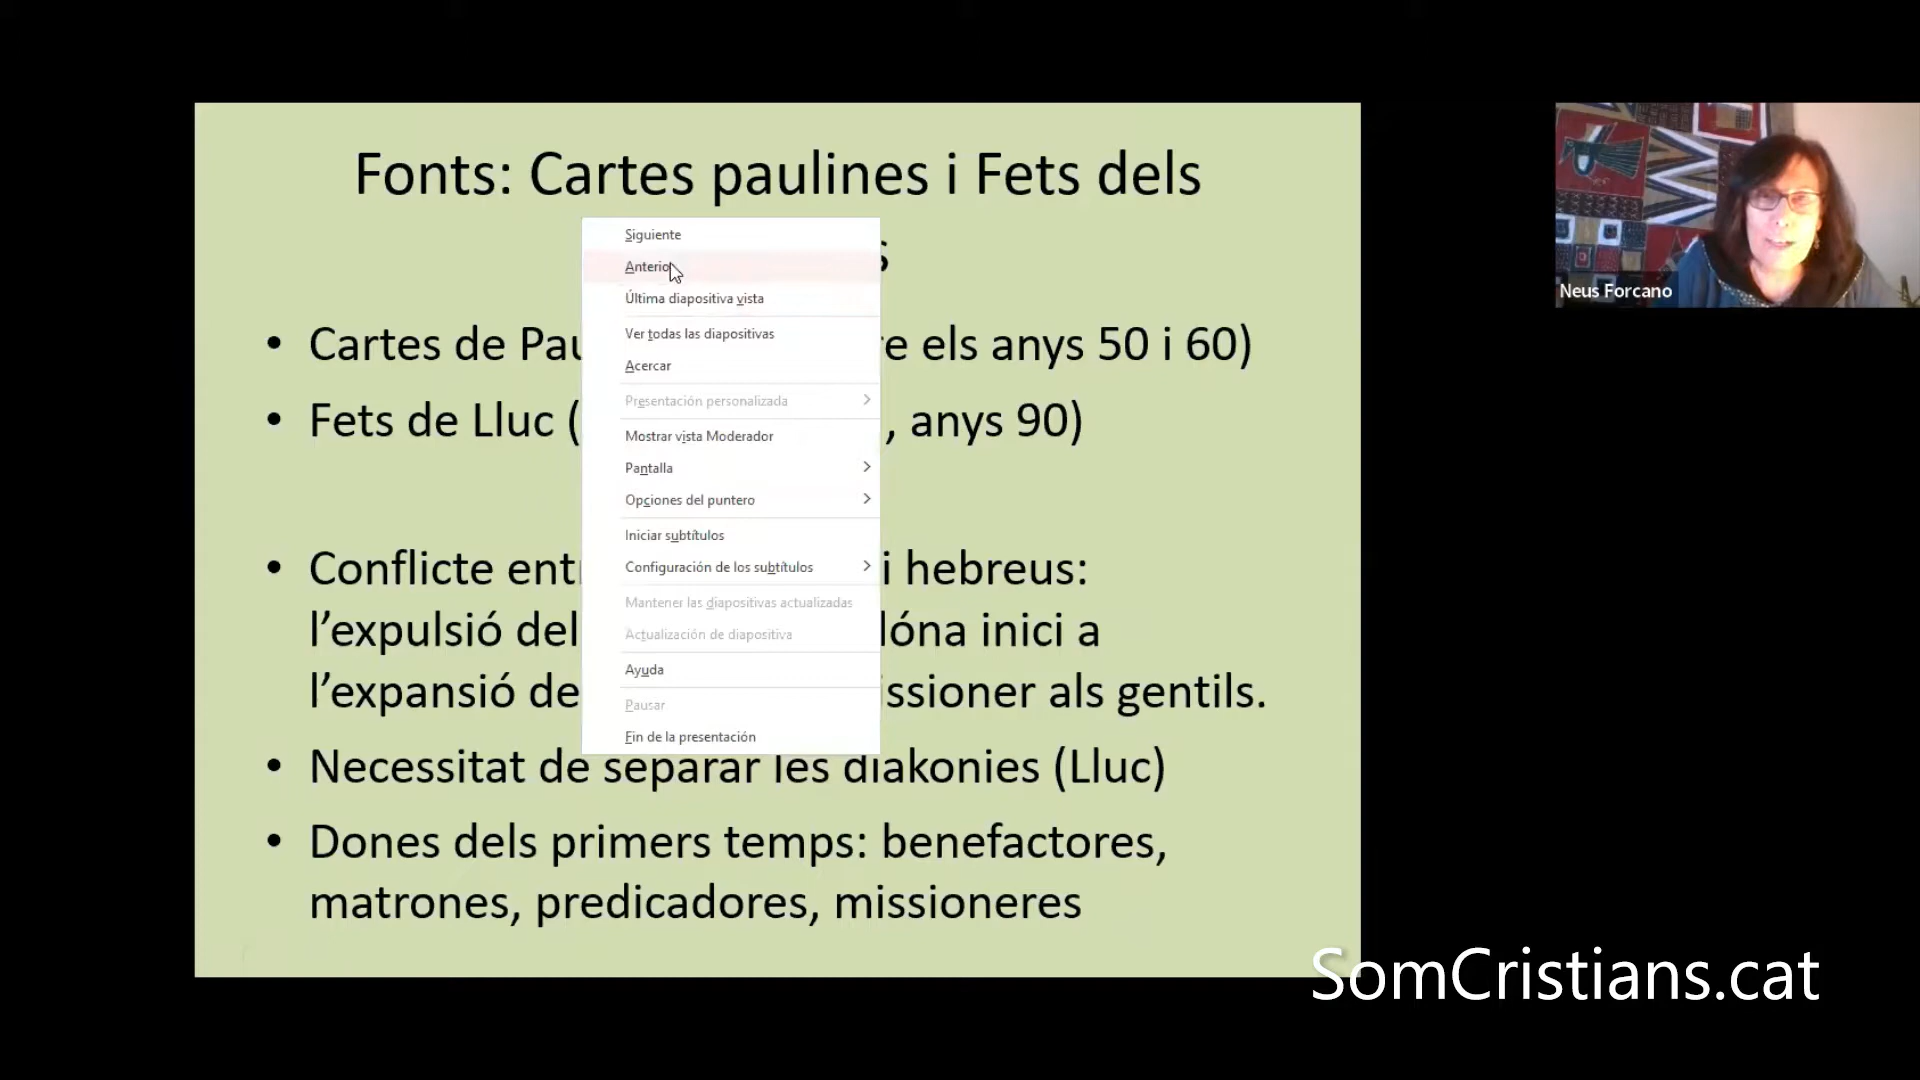 Fonts: Cartes paulines i Fets dels
s
Cartes de Pau re els anys 50 i 60)
Fets de Lluc ( , anys 90)
Conflicte ent i hebreus:
l’expulsió del lóna inici a
l’expansió de issioner als gentils.
Necessitat de separar les diakonies (Lluc)
Dones dels primers temps: benefactores,
matrones, predicadores, missioneres
Siguiente
Anterio
Última diapositiva vista
Ver todas las diapositivas
Acercar
Presentación personalizada
Mostrar vista Moderador
Pantalla
Opciones del puntero
Iniciar subtítulos
Configuración de los subtítulos
Mantener las diapositivas actualizadas
Actualización de diapositiva
Ayuda
Pausar
Fin de la presentación
Neus Forcano
SomCristians.cat